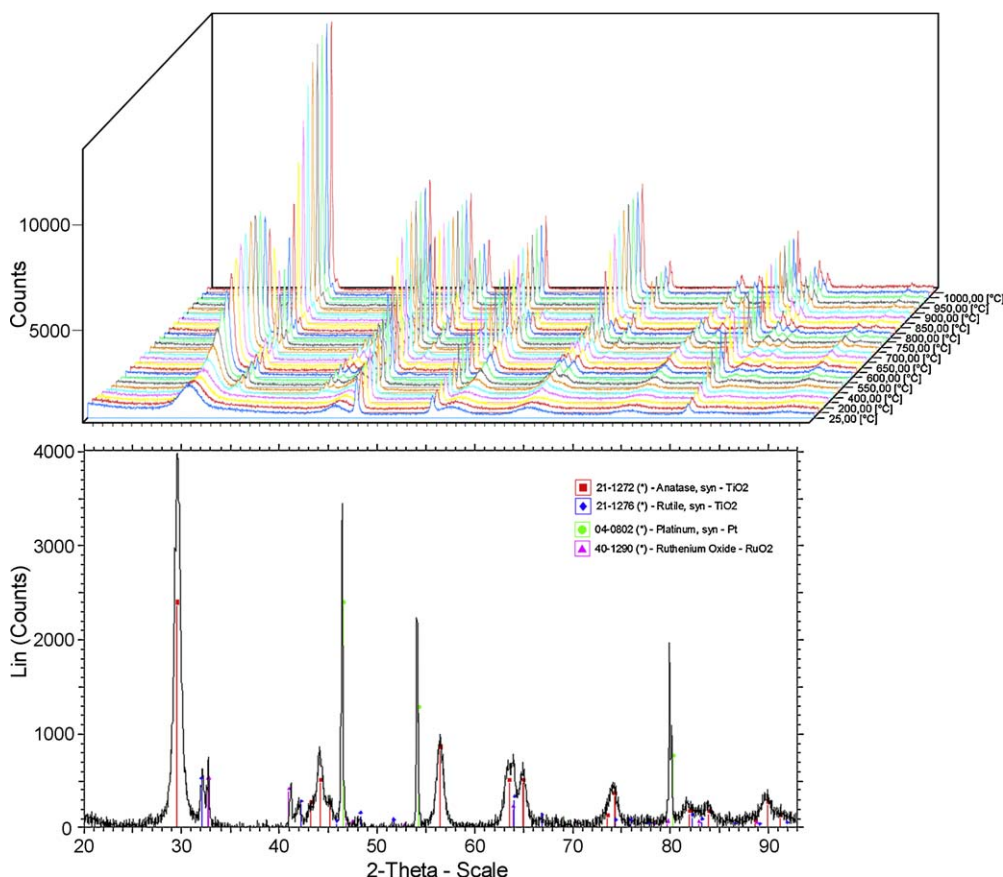 10000
Counts
5000
1000,00 [°C]
950,00 [°C]
900,00 [°C]
850,00 [°C]
800,00 [°C]
750,00 [°C]
700,00 [°C]
650,00 [°C]
600,00 [°C]
550,00 [°C]
400,00 [°C]
200,00 [°C]
25,00 [°C]
4000
3000
2000
1000
0
Lin (Counts)
21-1272 (*) - Anatase, syn - TiO2
21-1276 (*) - Rutile, syn - TiO2
04-0802 (*) - Platinum, syn - Pt
40-1290 (*) - Ruthenium Oxide - RuO2
20 30 40 50 60 70 80 90
2-Theta - Scale